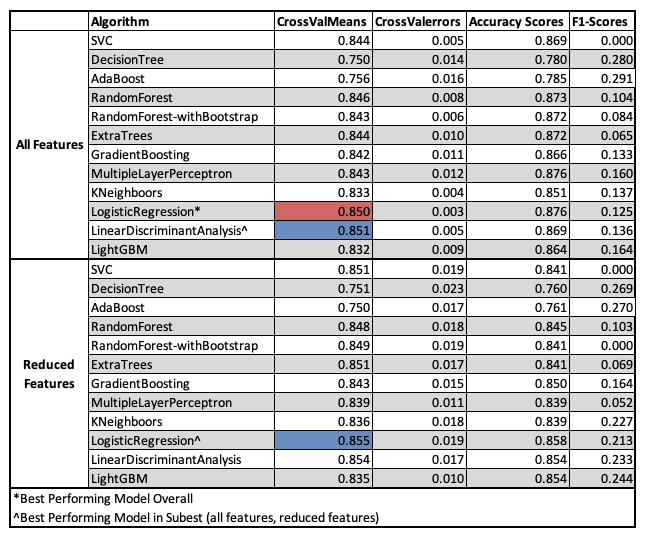 Algorithm CrossValMeans CrossValerrors Accuracy Scores F1-Scores
All Features
SVC 0.844 0.005 0.869 0.000
DecisionTree 0.750 0.014 0.780 0.280
AdaBoost 0.756 0.016 0.785 0.291
RandomForest 0.846 0.008 0.873 0.104
RandomForest-withBootstrap 0.843 0.006 0.872 0.084
ExtraTrees 0.844 0.010 0.872 0.065
GradientBoosting 0.842 0.011 0.866 0.133
MultipleLayerPerceptron 0.843 0.012 0.876 0.160
KNeighboors 0.833 0.004 0.851 0.137
LogisticRegression* 0.850 0.003 0.876 0.125
LinearDiscriminantAnalysis^ 0.851 0.005 0.869 0.136
LightGBM 0.832 0.009 0.864 0.164
Reduced
Features
SVC 0.851 0.019 0.841 0.000
DecisionTree 0.751 0.023 0.760 0.269
AdaBoost 0.750 0.017 0.761 0.270
RandomForest 0.848 0.018 0.845 0.103
RandomForest-withBootstrap 0.849 0.019 0.841 0.000
ExtraTrees 0.851 0.017 0.841 0.069
GradientBoosting 0.843 0.015 0.850 0.164
MultipleLayerPerceptron 0.839 0.011 0.839 0.052
KNeighboors 0.836 0.018 0.839 0.227
LogisticRegression^ 0.855 0.019 0.858 0.213
LinearDiscriminantAnalysis 0.854 0.017 0.854 0.233
LightGBM 0.835 0.010 0.854 0.244
*Best Performing Model Overall
^Best Performing Model in Subest (all features, reduced features)